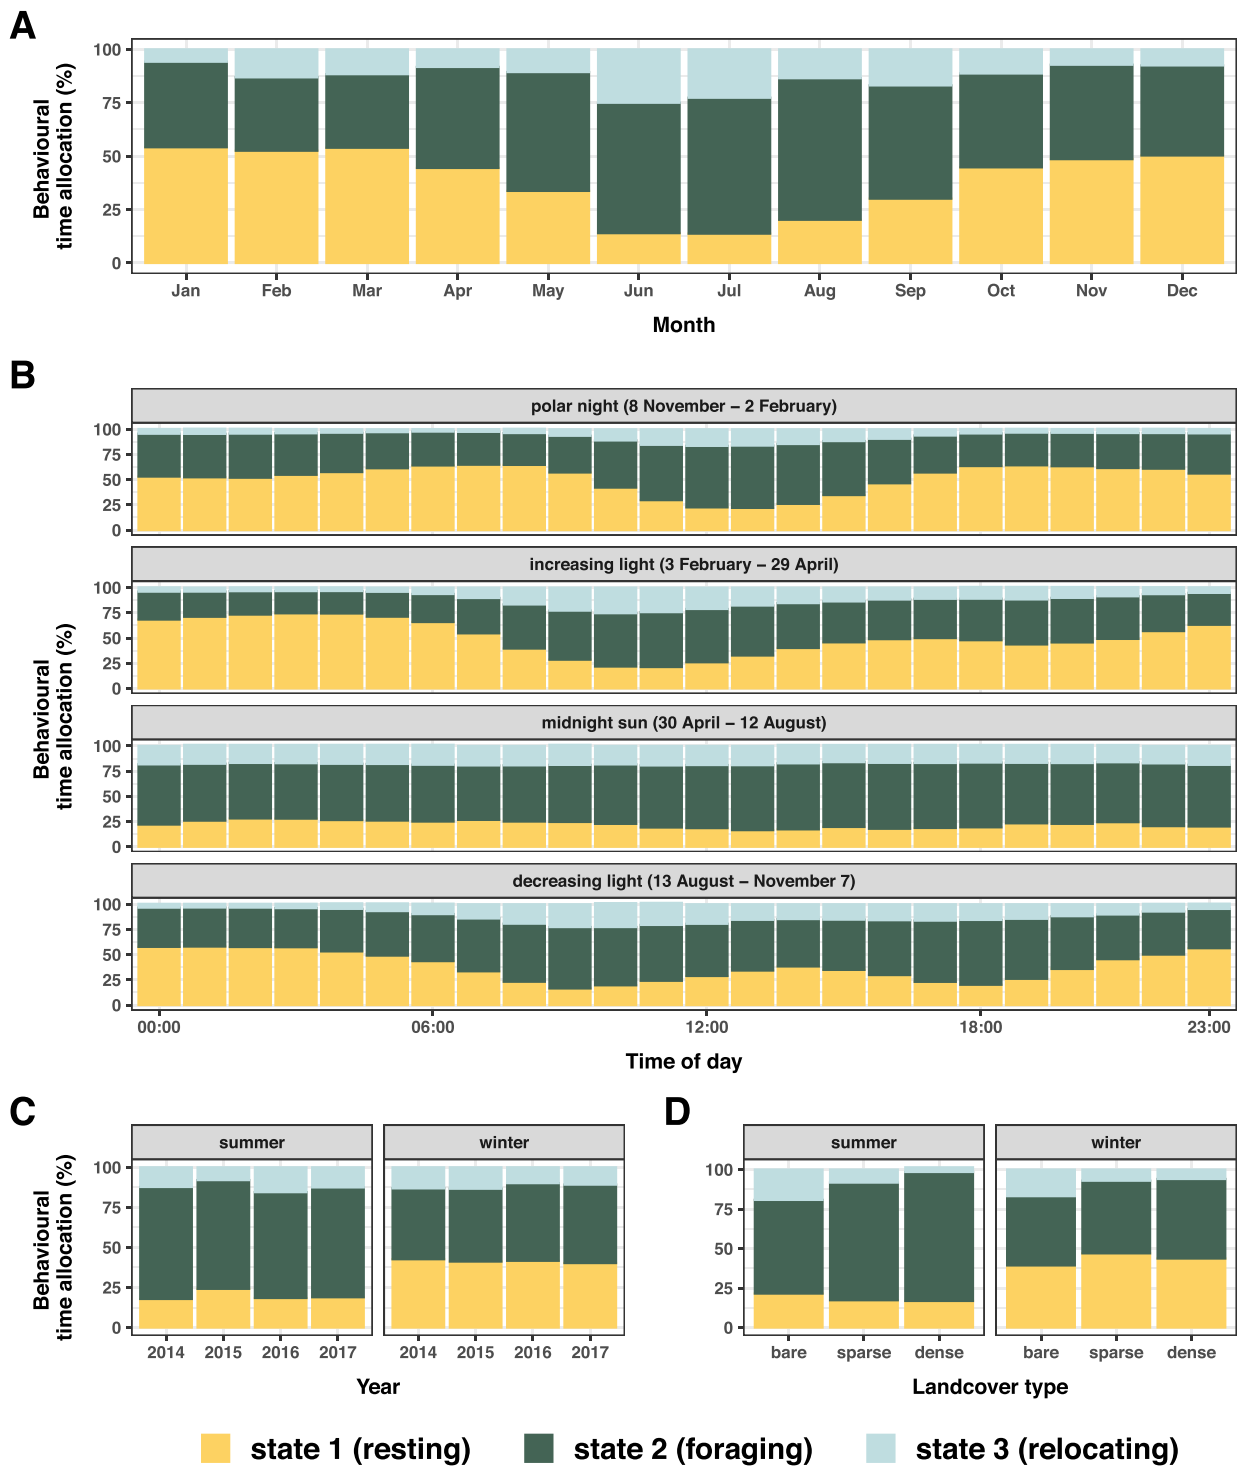 A
Behavioural
time allocation (%)
100
75
50
25
0
Jan Feb Mar Apr May Jun Jul Aug Sep Oct Nov Dec
Month
B
Behavioural
time allocation (%)
polar night (8 November – 2 February)
100
75
50
25
0
increasing light (3 February – 29 April)
100
75
50
25
0
midnight sun (30 April – 12 August)
100
75
50
25
0
decreasing light (13 August – November 7)
100
75
50
25
0
00:00 06:00 12:00 18:00 23:00
Time of day
C
Behavioural
time allocation (%)
summer winter
100
75
50
25
0
2014 2015 2016 2017 2014 2015 2016 2017
Year
D
summer winter
100
75
50
25
0
bare sparse dense bare sparse dense
Landcover type
state 1 (resting) state 2 (foraging) state 3 (relocating)